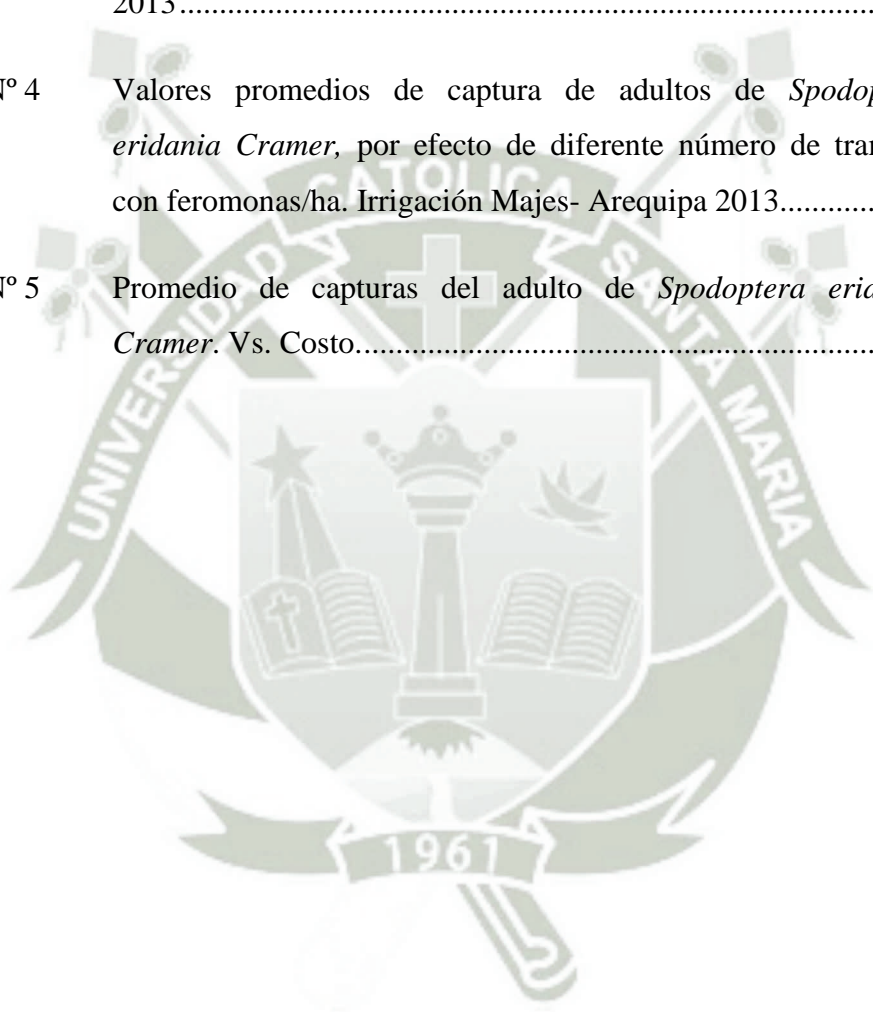 2013............................................................................
Nº 4 Valores promedios de captura de adultos de Spodop
eridania Cramer, por efecto de diferente número de tran
con feromonas/ha. Irrigación Majes- Arequipa 2013.............
Nº 5 Promedio de capturas del adulto de Spodoptera erid
Cramer. Vs. Costo..........................................................
UNIVERSIDAD CATOLICA SANTA MARIA
1961